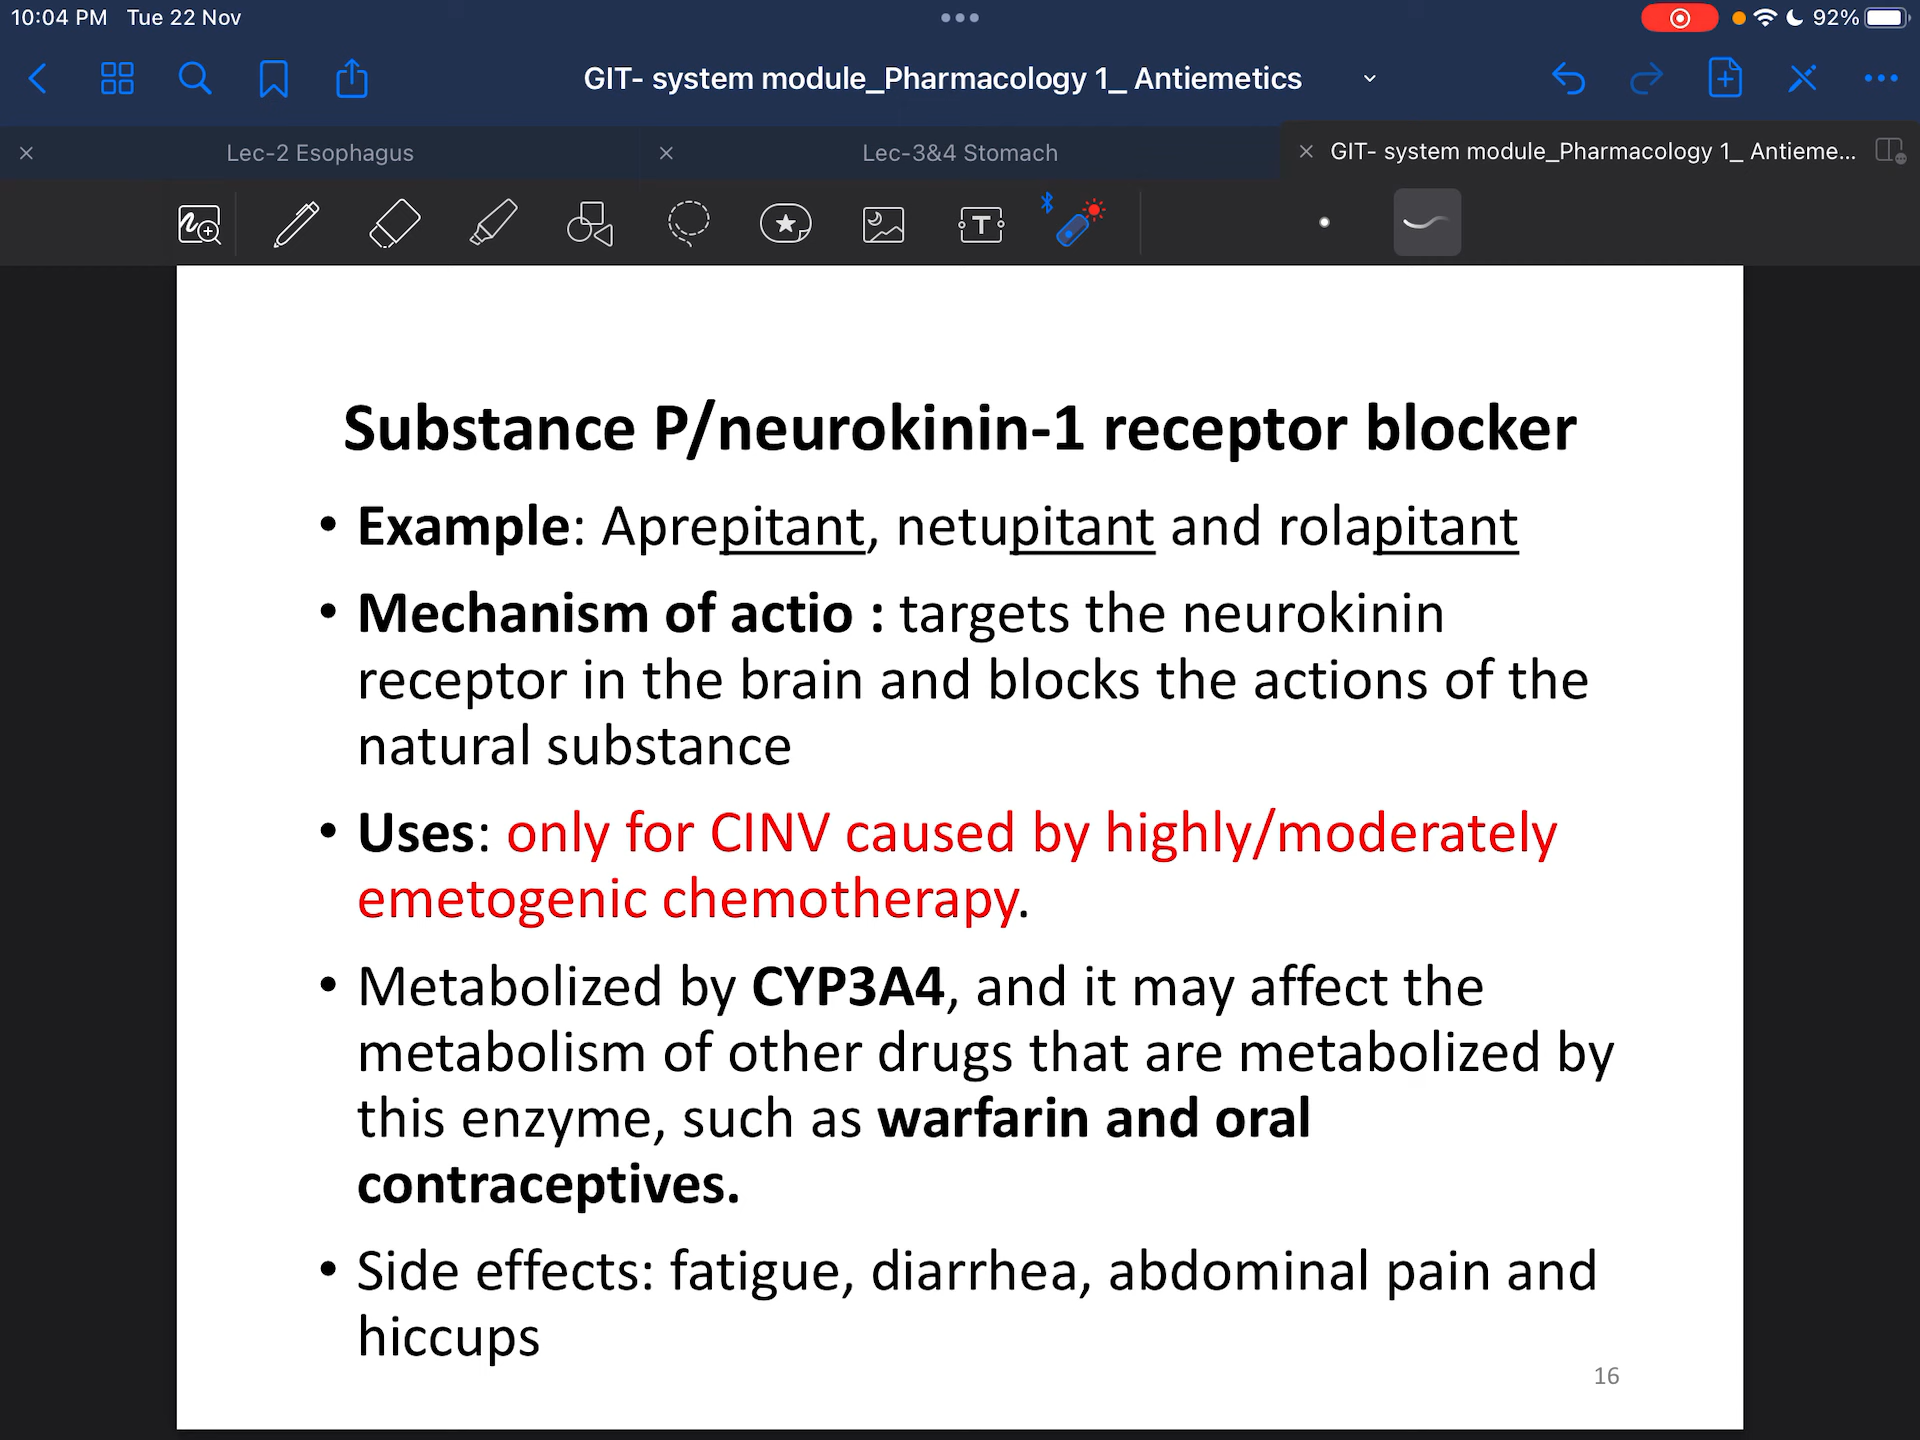 10:04 PM Tue 22 Nov
92%
GIT- system module_Pharmacology 1_ Antiemetics
Lec-2 Esophagus
Lec-3&4 Stomach
GIT- system module_Pharmacology 1_ Antieme...
Substance P/neurokinin-1 receptor blocker
• Example: Aprepitant, netupitant and rolapitant
• Mechanism of actio : targets the neurokinin
receptor in the brain and blocks the actions of the
natural substance
• Uses: only for CINV caused by highly/moderately
emetogenic chemotherapy.
• Metabolized by CYP3A4, and it may affect the
metabolism of other drugs that are metabolized by
this enzyme, such as warfarin and oral
contraceptives.
• Side effects: fatigue, diarrhea, abdominal pain and
hiccups
16